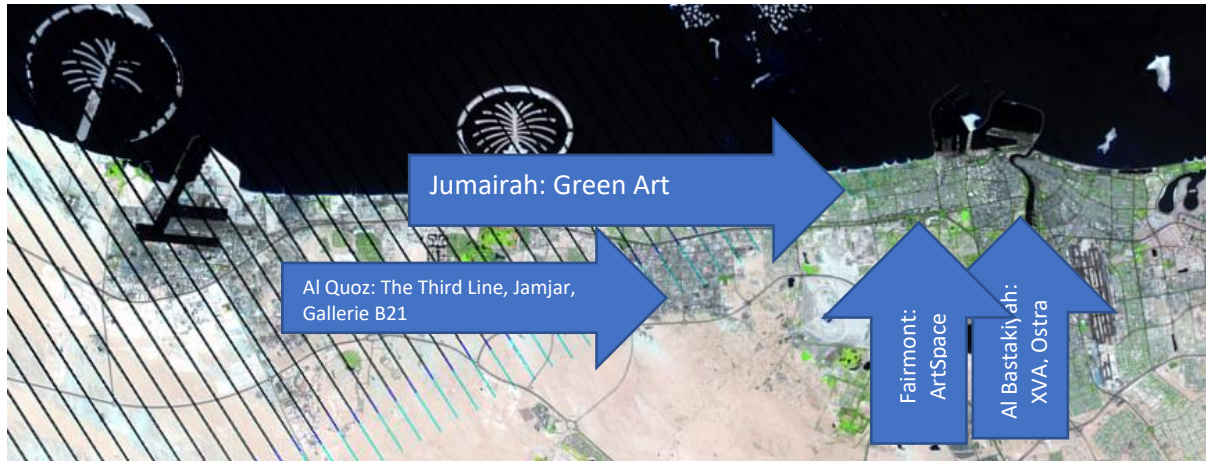 Jumairah: Green Art
Al Quoz: The Third Line, Jamjar,
Gallerie B21
Fairmont:
ArtSpace
Al Bastakiyah:
XVA, Ostra